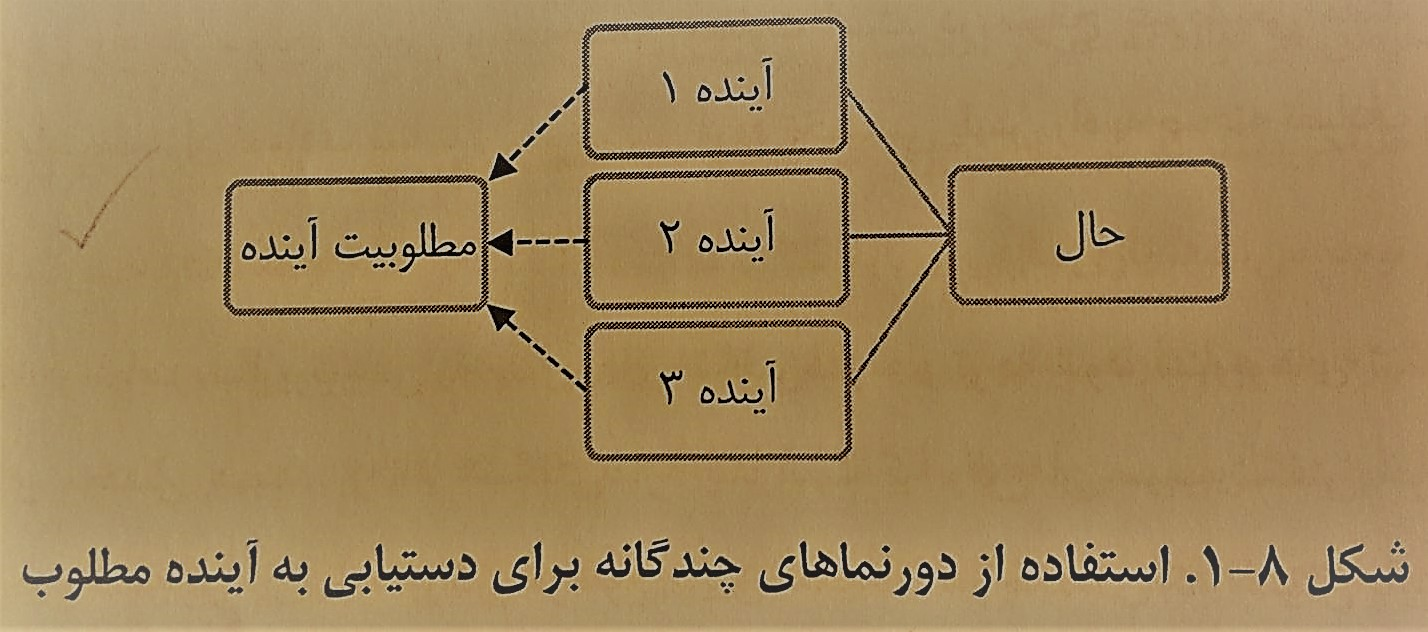 آینده ۱
حال
آینده ۲
مطلوبیت آینده
آینده ۳
شکل ۸-۱. استفاده از دورنماهای چندگانه برای دستیابی به آینده مطلوب